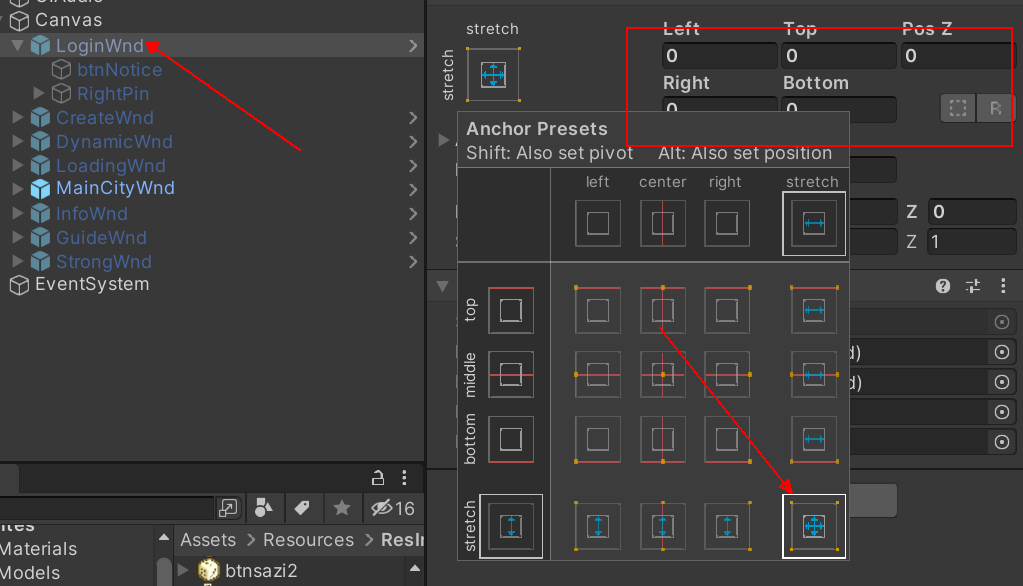 Canvas
LoginWnd
btnNotice
RightPin
CreateWnd
DynamicWnd
LoadingWnd
MainCityWnd
InfoWnd
GuideWnd
StrongWnd
EventSystem
16
Materials
Models
Assets > Resources >
btnsazi2
stretch
stretch
Left Top Pos Z
0 0 0
Right Bottom
0 0
R
Anchor Presets
Shift: Also set pivot Alt: Also set position
left center right stretch
top
middle
bottom
stretch
Z 0
Z 1